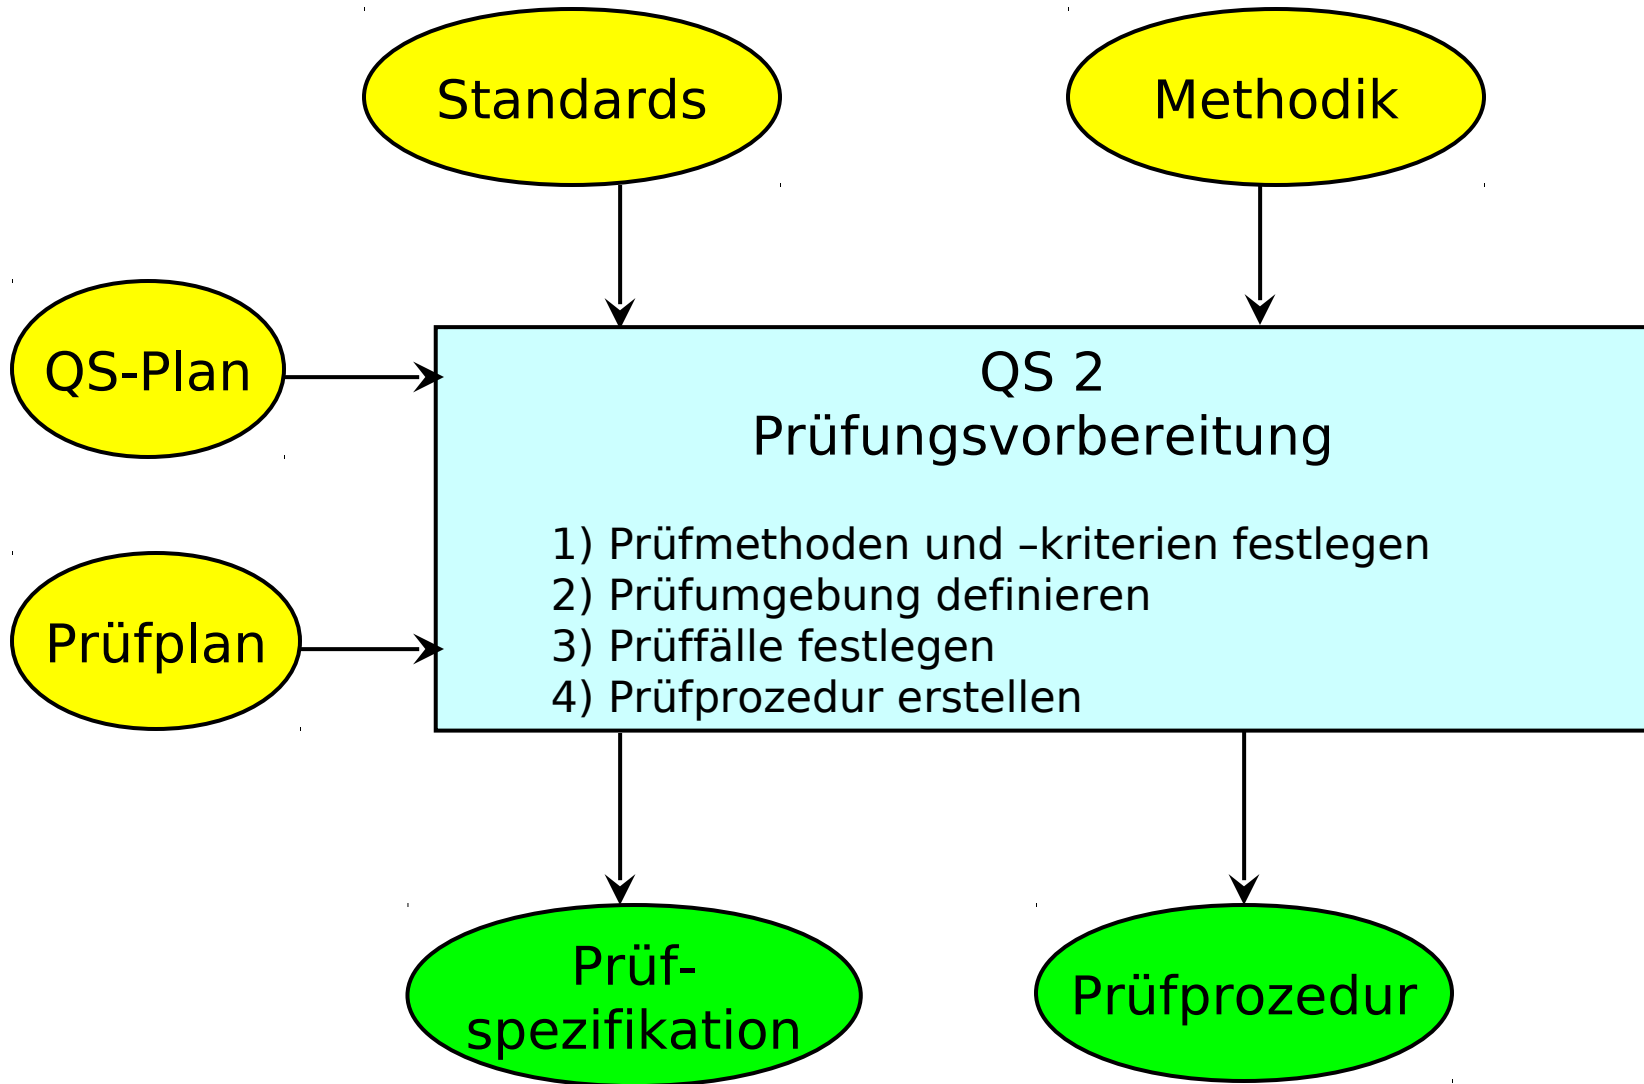 Standards
Methodik
QS-Plan
QS 2
Prüfungsvorbereitung
1) Prüfmethoden und –kriterien festlegen
2) Prüfumgebung definieren
3) Prüffälle festlegen
4) Prüfprozedur erstellen
Prüfplan
Prüf-
spezifikation
Prüfprozedur